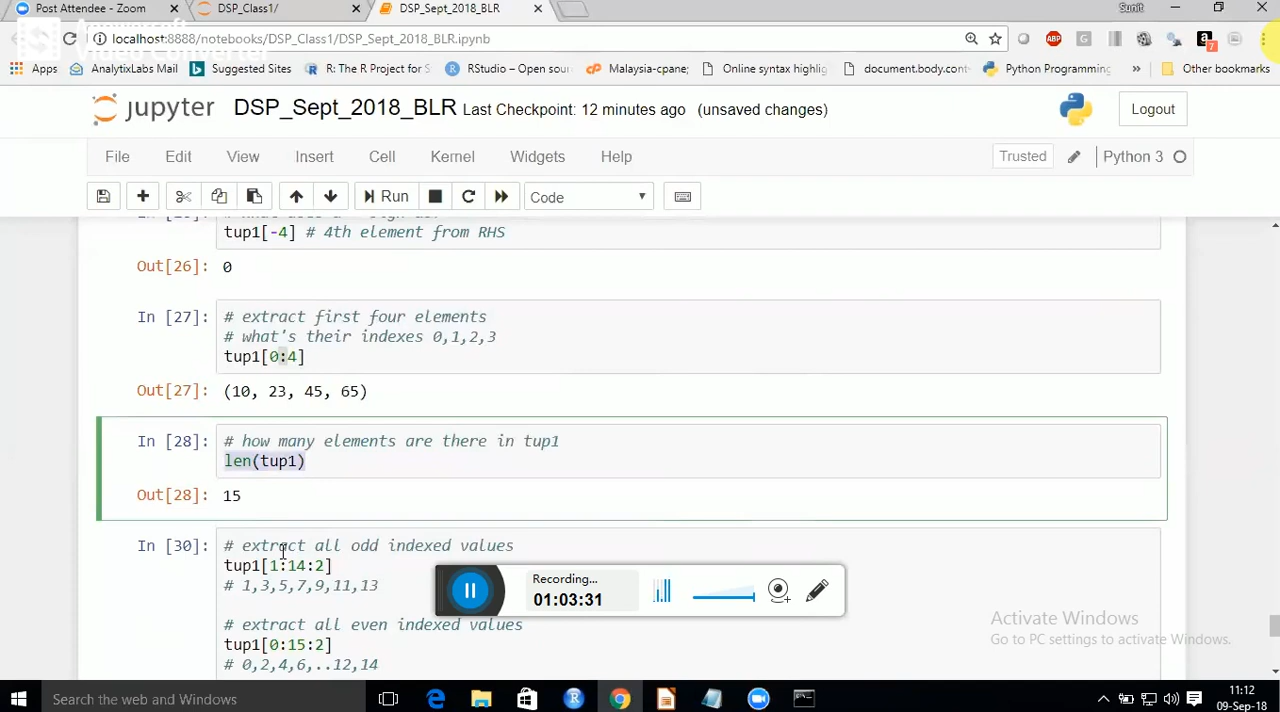 Post Attendee - Zoom
DSP_Class1/
DSP_Sept_2018_BLR
Sunit
localhost:8888/notebooks/DSP_Class1/DSP_Sept_2018_BLR.ipynb
Apps
AnalytixLabs Mail
Suggested Sites
R: The R Project for S
RStudio – Open sour
Malaysia-cpane;
Online syntax highlig
document.body.cont
Python Programming
»
Other bookmarks
jupyter
DSP_Sept_2018_BLR Last Checkpoint: 12 minutes ago (unsaved changes)
Logout
File Edit View Insert Cell Kernel Widgets Help
Trusted
Python 3
Run
Code
tup1[-4] # 4th element from RHS
Out[26]: 0
In [27]: # extract first four elements
# what's their indexes 0,1,2,3
tup1[0:4]
Out[27]: (10, 23, 45, 65)
In [28]: # how many elements are there in tup1
len(tup1)
Out[28]: 15
In [30]: # extract all odd indexed values
tup1[1:14:2]
# 1,3,5,7,9,11,13
# extract all even indexed values
tup1[0:15:2]
# 0,2,4,6,..12,14
Recording...
01:03:31
Activate Windows
Go to PC settings to activate Windows.
Search the web and Windows
11:12
09-Sep-18